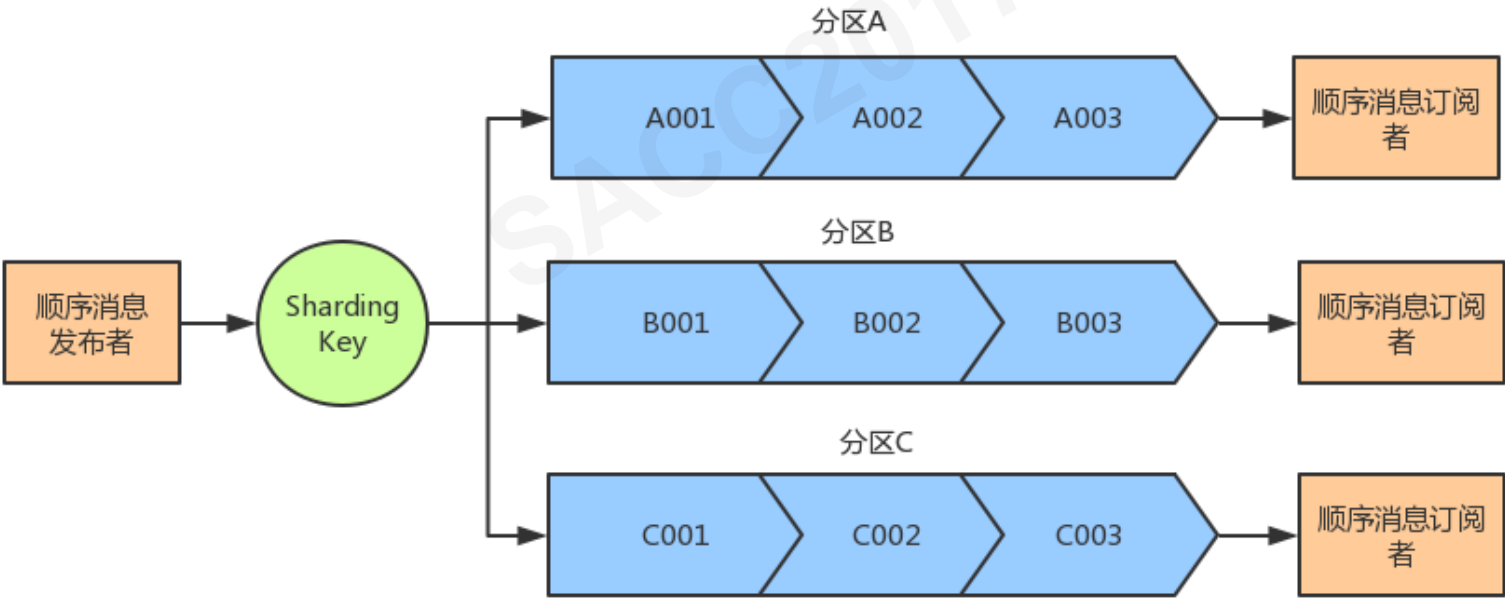 分区A
A001
A002
A003
顺序消息订阅
者
分区B
顺序消息
发布者
Sharding
Key
B001
B002
B003
顺序消息订阅
者
分区C
C001
C002
C003
顺序消息订阅
者